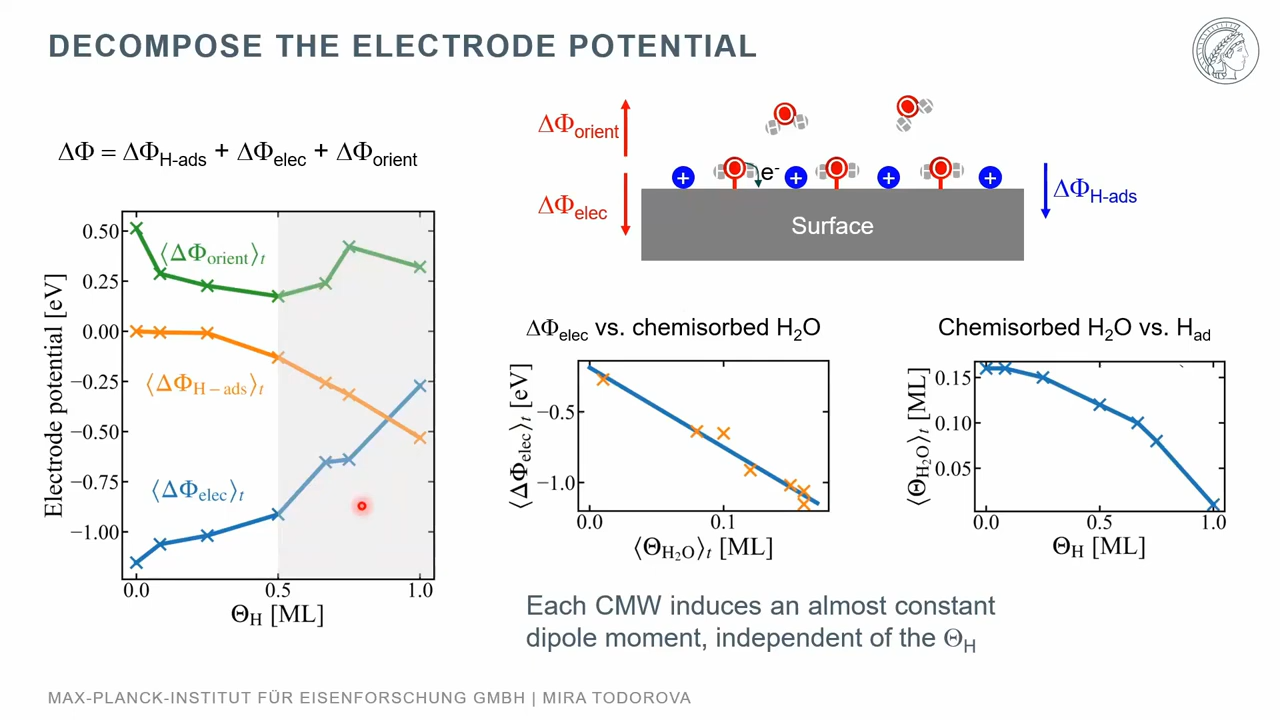 DECOMPOSE THE ELECTRODE POTENTIAL
ΔΦ = ΔΦH-ads + ΔΦelec + ΔΦorient
Electrode potential [eV]
0.50
0.25
0.00
−0.25
−0.50
−0.75
−1.00
⟨ΔΦorient⟩t
⟨ΔΦH−ads⟩t
⟨ΔΦelec⟩t
0.0 0.5 1.0
ΘH [ML]
ΔΦorient
ΔΦelec
H H H H
+ H H e- + H H + H H +
Surface
ΔΦH-ads
ΔΦelec vs. chemisorbed H2O
⟨ΔΦelec⟩t [eV]
−0.5
−1.0
0.0 0.1
⟨ΘH2O⟩t [ML]
Chemisorbed H2O vs. Had
⟨ΘH2O⟩t [ML]
0.15
0.10
0.05
0.0 0.5 1.0
ΘH [ML]
Each CMW induces an almost constant
dipole moment, independent of the ΘH
MAX-PLANCK-INSTITUT FÜR EISENFORSCHUNG GMBH | MIRA TODOROVA